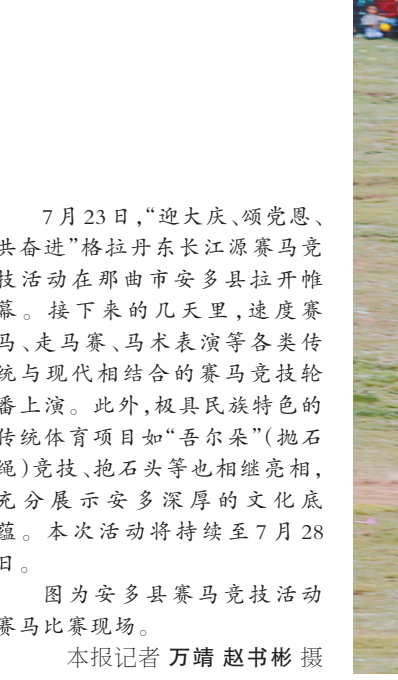 7月23日，“迎大庆、颂党恩、
共奋进”格拉丹东长江源赛马竞
技活动在那曲市安多县拉开帷
幕。接下来的几天里，速度赛
马、走马赛、马术表演等各类传
统与现代相结合的赛马竞技轮
番上演。此外，极具民族特色的
传统体育项目如“吾尔朵”（抛石
绳）竞技、抱石头等也相继亮相，
充分展示安多深厚的文化底
蕴。本次活动将持续至7月28
日。
图为安多县赛马竞技活动
赛马比赛现场。
本报记者 万靖 赵书彬 摄